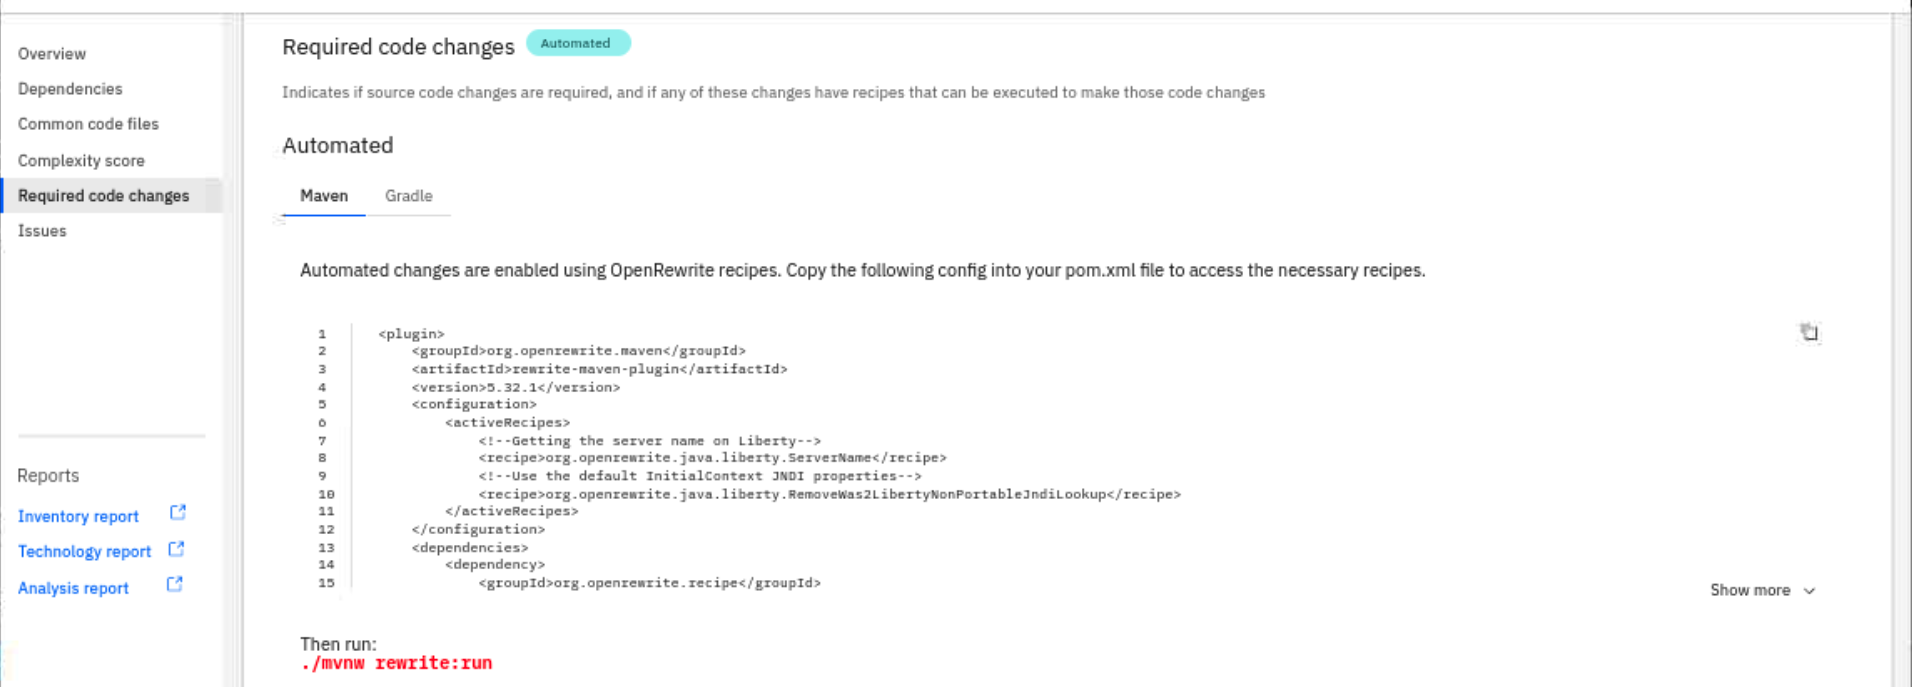 Overview
Dependencies
Common code files
Complexity score
Required code changes
Issues
Reports
Inventory report
Technology report
Analysis report
Required code changes Automated
Indicates if source code changes are required, and if any of these changes have recipes that can be executed to make those code changes
Automated
Maven Gradle
Automated changes are enabled using OpenRewrite recipes. Copy the following config into your pom.xml file to access the necessary recipes.
1 <plugin>
2 <groupId>org.openrewrite.maven</groupId>
3 <artifactId>rewrite-maven-plugin</artifactId>
4 <version>5.32.1</version>
5 <configuration>
6 <activeRecipes>
7 <!--Getting the server name on Liberty-->
8 <recipe>org.openrewrite.java.liberty.ServerName</recipe>
9 <!--Use the default InitialContext JNDI properties-->
10 <recipe>org.openrewrite.java.liberty.RemoveWas2LibertyNonPortableJndiLookup</recipe>
11 </activeRecipes>
12 </configuration>
13 <dependencies>
14 <dependency>
15 <groupId>org.openrewrite.recipe</groupId>
Show more
Then run:
./mvnw rewrite:run